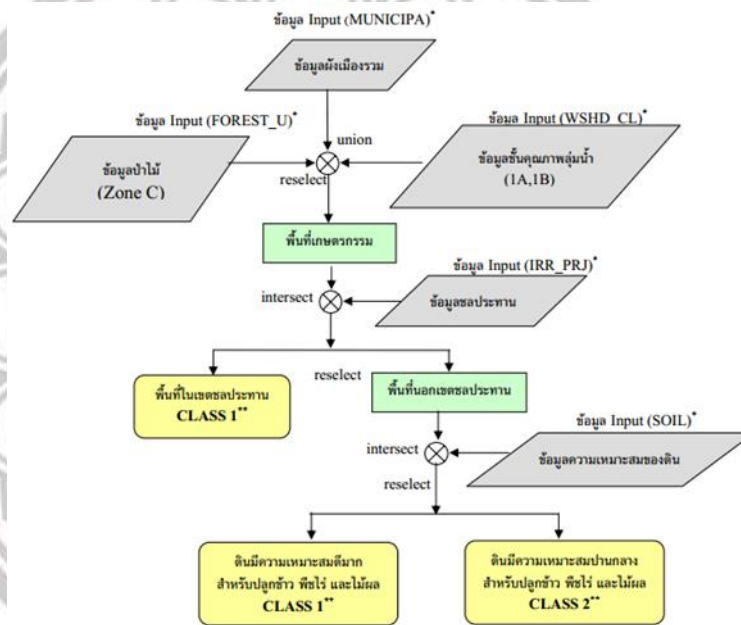 ข้อมูล Input (MUNICIPA)*
ข้อมูลผังเมืองรวม
ข้อมูล Input (FOREST_U)*
ข้อมูล Input (WSHD_CL)*
union
ข้อมูลป่าไม้
(Zone C)
ข้อมูลชั้นคุณภาพลุ่มน้ำ
(1A,1B)
reselect
พื้นที่เกษตรกรรม
ข้อมูล Input (IRR_PRJ)*
intersect
ข้อมูลชลประทาน
reselect
พื้นที่ในเขตชลประทาน
CLASS 1**
พื้นที่นอกเขตชลประทาน
ข้อมูล Input (SOIL)*
intersect
ข้อมูลความเหมาะสมของดิน
reselect
ดินมีความเหมาะสมดีมาก
สำหรับปลูกข้าว พืชไร่ และไม้ผล
CLASS 1**
ดินมีความเหมาะสมปานกลาง
สำหรับปลูกข้าว พืชไร่ และไม้ผล
CLASS 2**